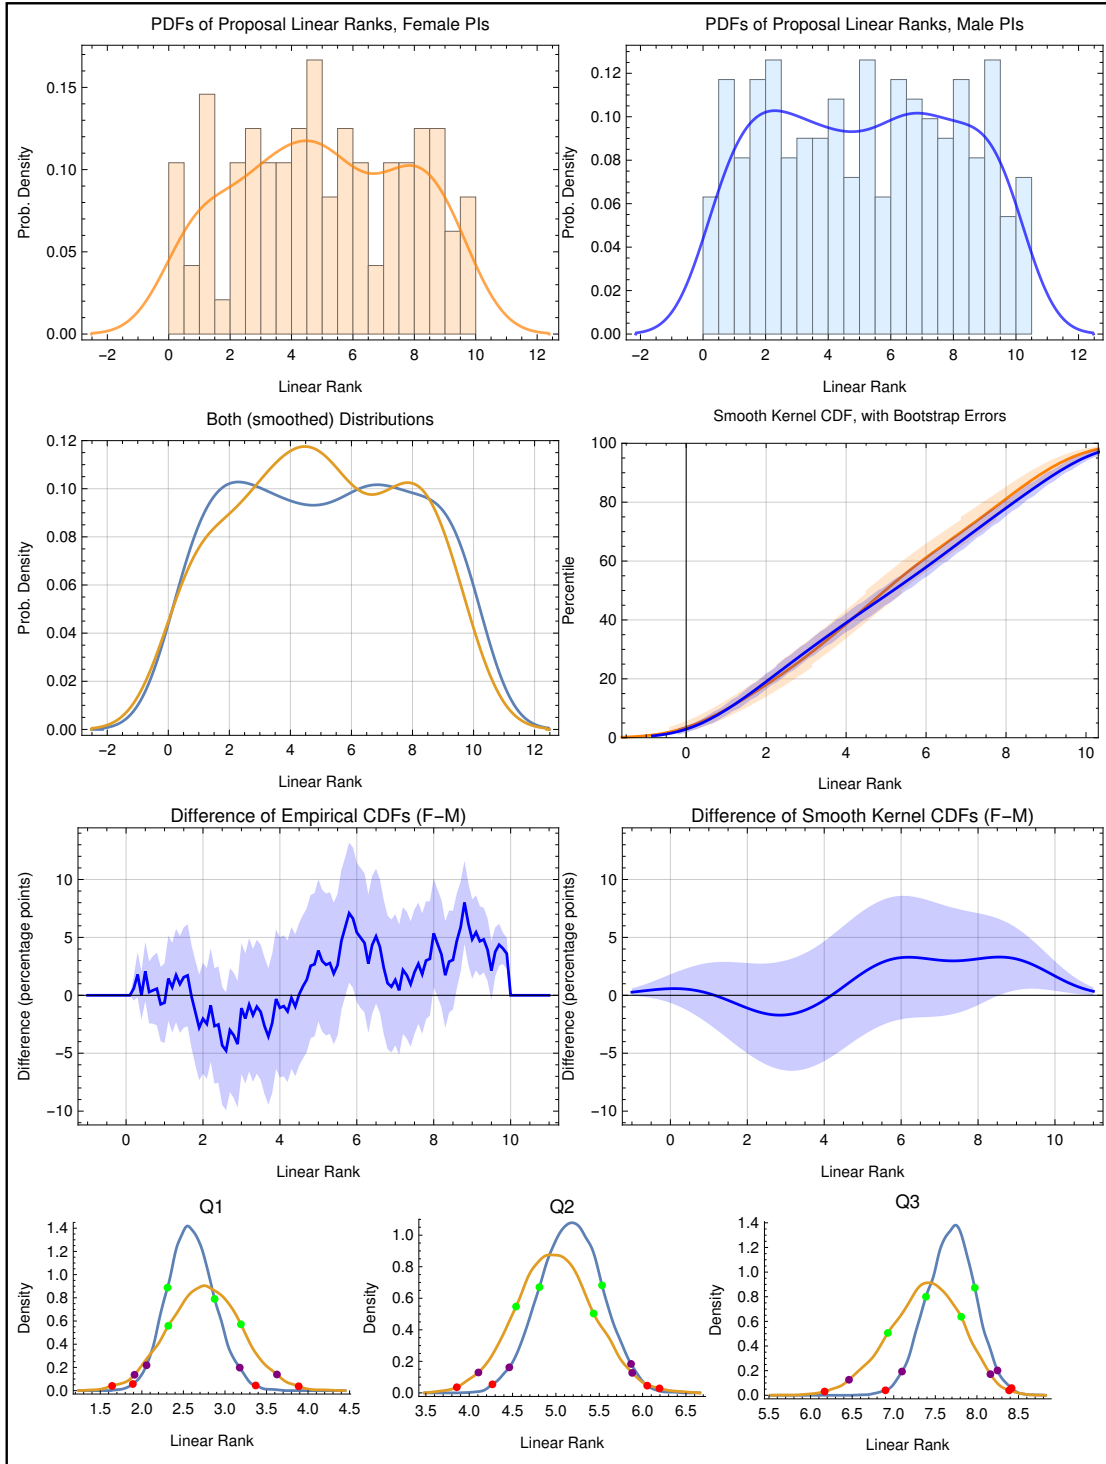 PDFs of Proposal Linear Ranks, Female PIs
PDFs of Proposal Linear Ranks, Male PIs
Prob. Density
0.15
0.10
0.05
0.00
−2 0 2 4 6 8 10 12
Linear Rank
Prob. Density
0.12
0.10
0.08
0.06
0.04
0.02
0.00
−2 0 2 4 6 8 10 12
Linear Rank
Both (smoothed) Distributions
Smooth Kernel CDF, with Bootstrap Errors
Prob. Density
0.12
0.10
0.08
0.06
0.04
0.02
0.00
−2 0 2 4 6 8 10 12
Linear Rank
Percentile
100
80
60
40
20
0
0 2 4 6 8 10
Linear Rank
Difference of Empirical CDFs (F−M)
Difference of Smooth Kernel CDFs (F−M)
Difference (percentage points)
10
5
0
−5
−10
0 2 4 6 8 10
Linear Rank
Difference (percentage points)
10
5
0
−5
−10
0 2 4 6 8 10
Linear Rank
Q1
Q2
Q3
Density
1.4
1.2
1.0
0.8
0.6
0.4
0.2
0.0
1.5 2.0 2.5 3.0 3.5 4.0 4.5
Linear Rank
Density
1.0
0.8
0.6
0.4
0.2
0.0
3.5 4.0 4.5 5.0 5.5 6.0 6.5
Linear Rank
Density
1.4
1.2
1.0
0.8
0.6
0.4
0.2
0.0
5.5 6.0 6.5 7.0 7.5 8.0 8.5
Linear Rank